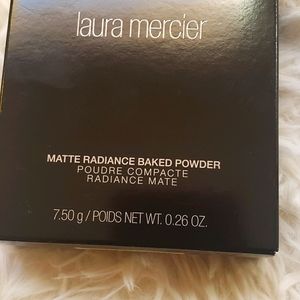 laura mercier
MATTE RADIANCE BAKED POWDER
POUDRE COMPACTE
RADIANCE MATE
7.50 g / POIDS NET WT. 0.26 OZ.